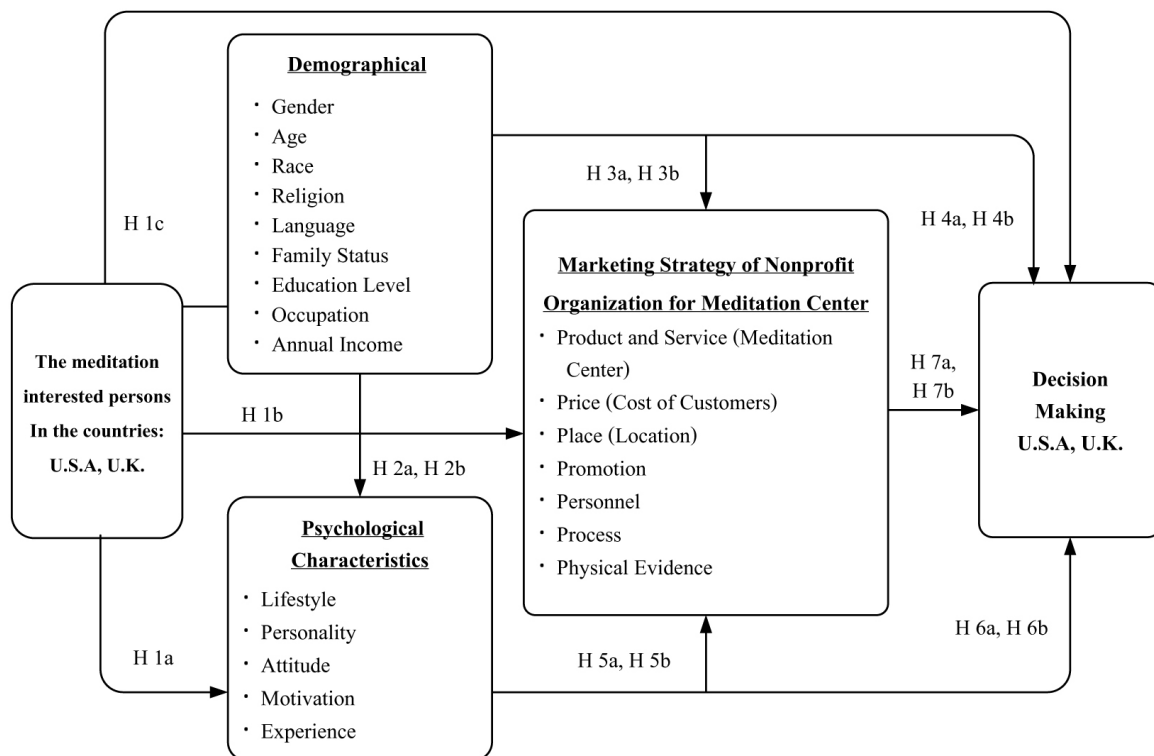 Demographical
· Gender
· Age
· Race
· Religion
· Language
· Family Status
· Education Level
· Occupation
· Annual Income
H 1c
H 3a, H 3b
H 4a, H 4b
The meditation
interested persons
In the countries:
U.S.A, U.K.
H 1b
H 2a, H 2b
Marketing Strategy of Nonprofit
Organization for Meditation Center
· Product and Service (Meditation
Center)
· Price (Cost of Customers)
· Place (Location)
· Promotion
· Personnel
· Process
· Physical Evidence
H 7a,
H 7b
Decision
Making
U.S.A, U.K.
Psychological
Characteristics
· Lifestyle
· Personality
· Attitude
· Motivation
· Experience
H 1a
H 5a, H 5b
H 6a, H 6b